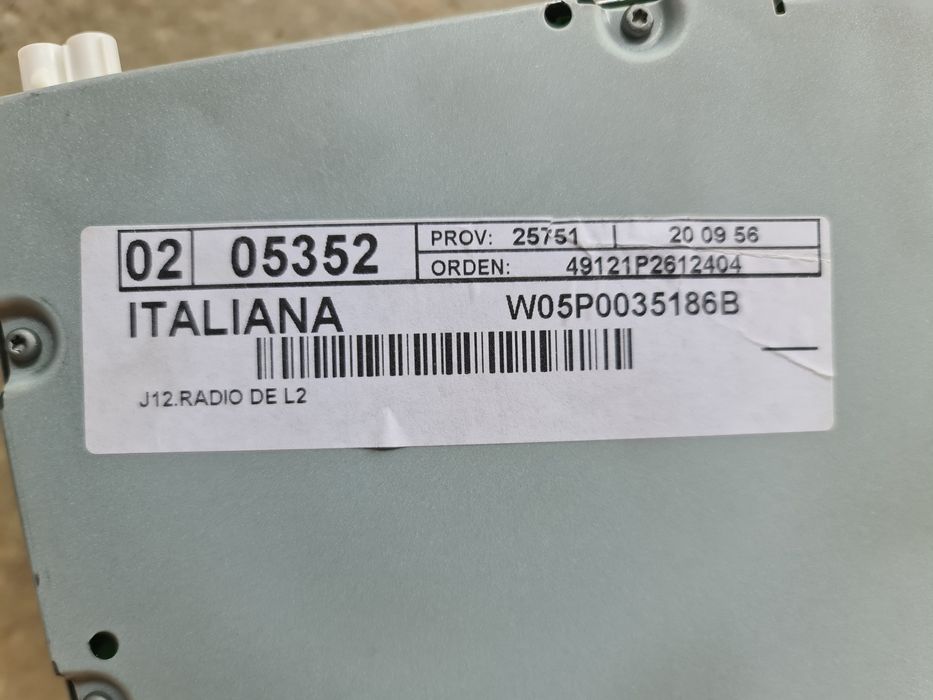 02 05352 PROV: 25751 20 09 56
ORDEN: 49121P2612404
ITALIANA W05P0035186B
J12.RADIO DE L2